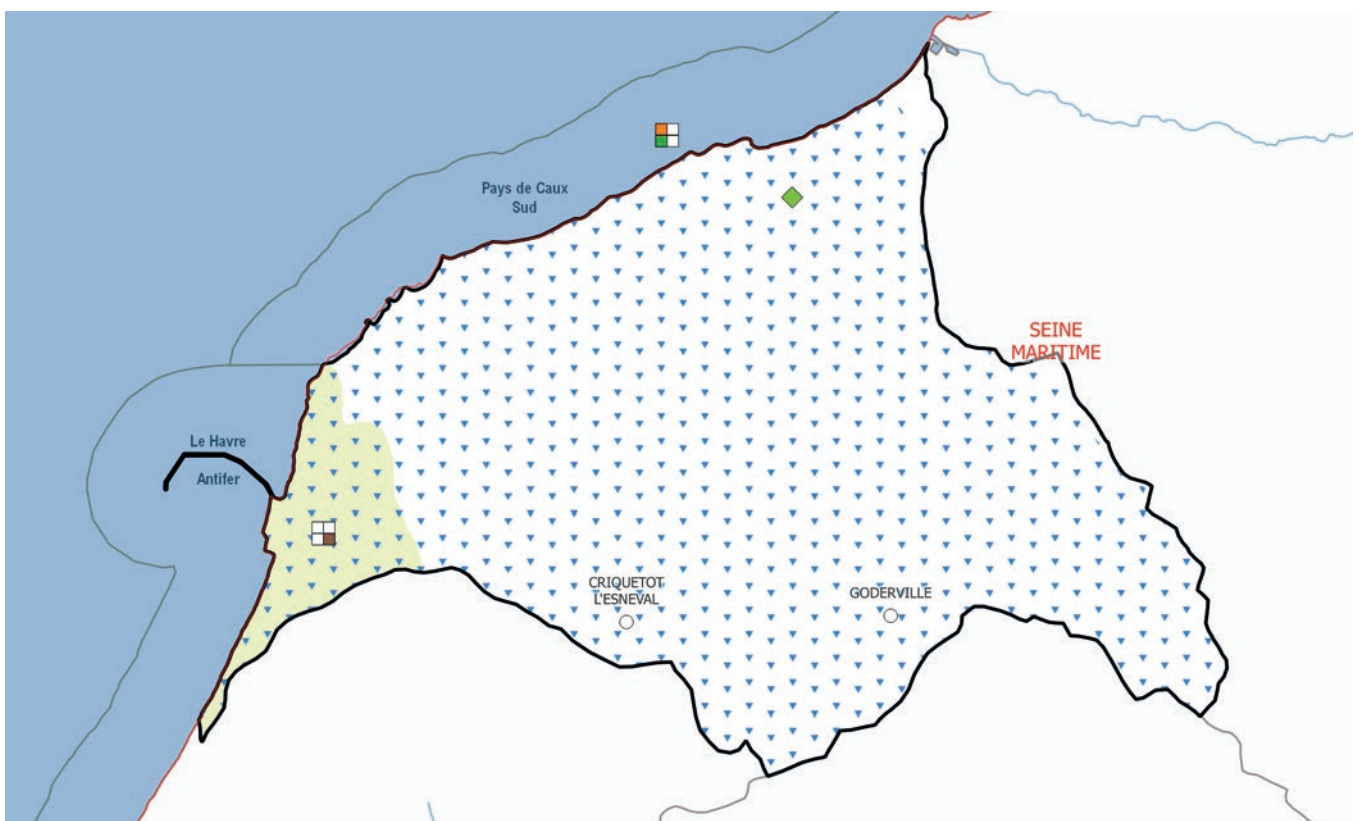 Pays de Caux
Sud
SEINE
MARITIME
Le Havre
Antifer
CRIQUETOT
L'ESNEVAL
GODERVILLE